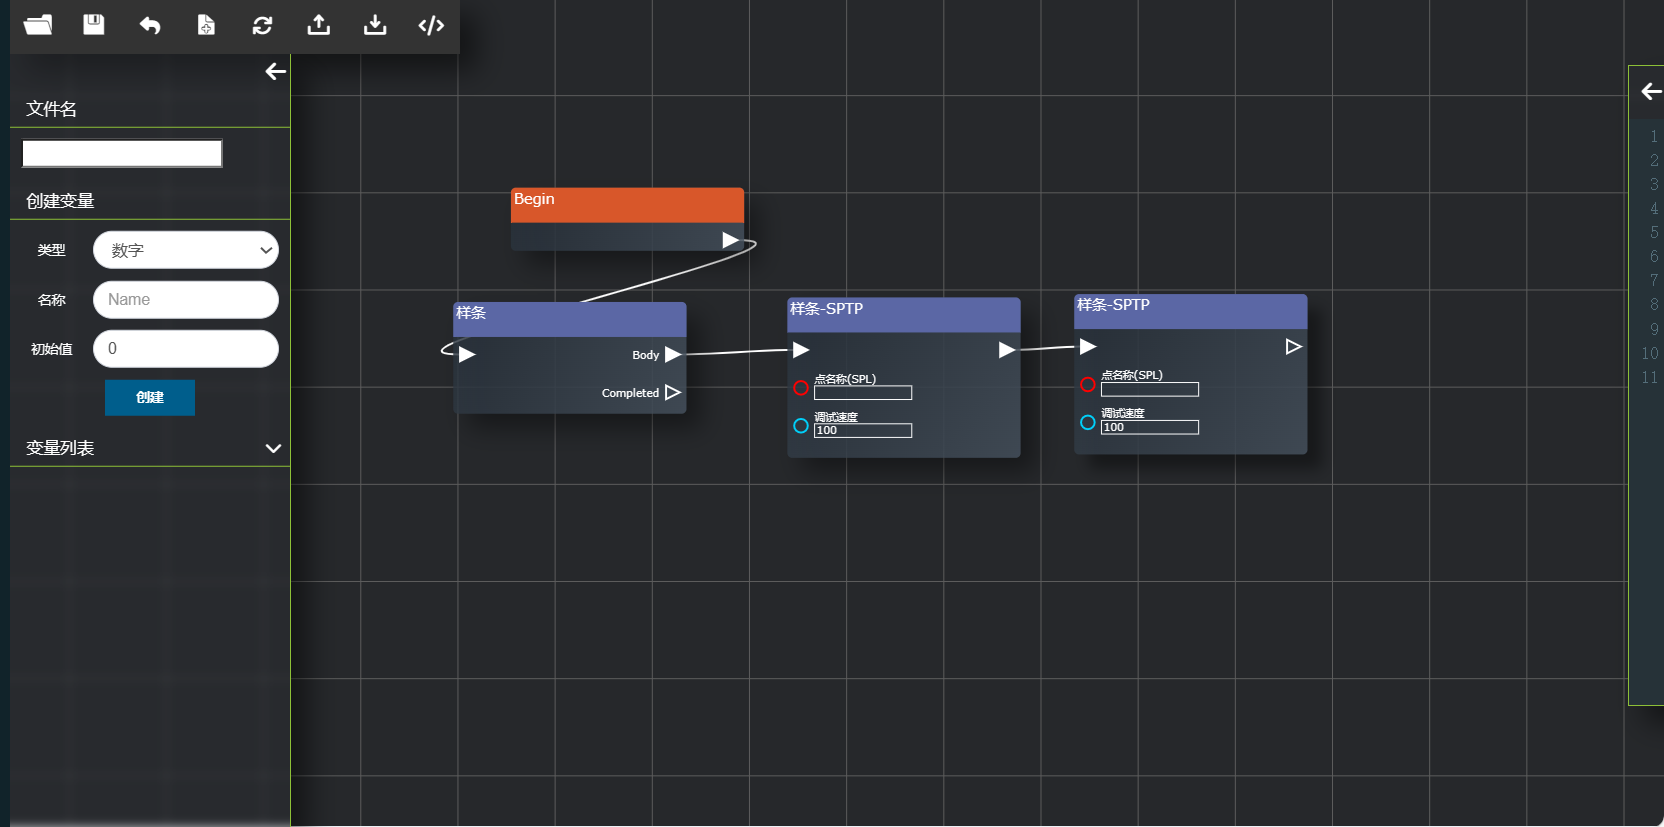 文件名
创建变量
类型
数字
名称
Name
初始值
0
创建
变量列表
Begin
样条
Body
Completed
样条-SPTP
点名称(SPL)
调试速度
100
样条-SPTP
点名称(SPL)
调试速度
100
1
2
3
4
5
6
7
8
9
10
11